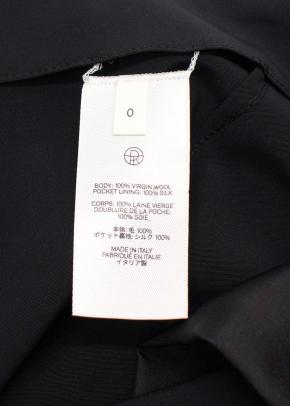 0
BODY: 100% VIRGIN WOOL
POCKET LINING: 100% SILK
CORPS: 100% LAINE VIERGE
DOUBLURE DE LA POCHE:
100% SOIE
本体: 毛 100%
ポケット裏地: シルク 100%
MADE IN ITALY
FABRIQUÉ EN ITALIE
イタリア製